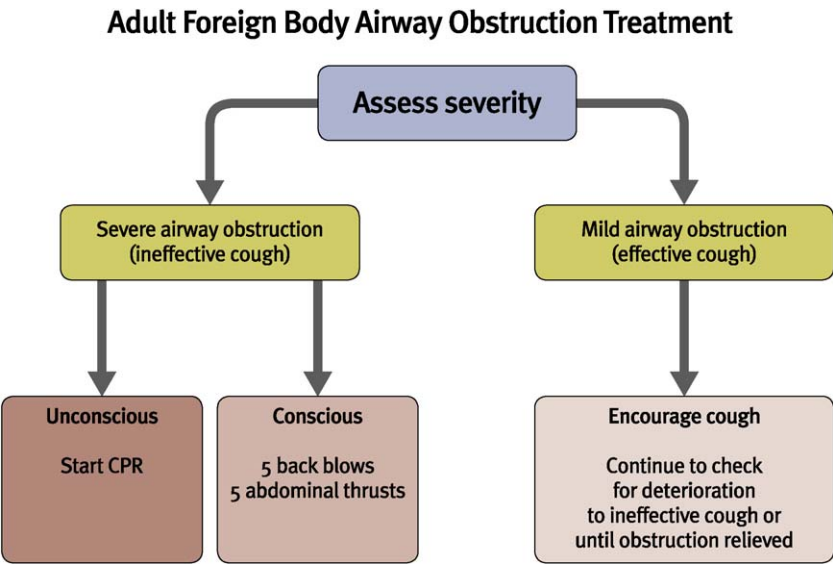 Adult Foreign Body Airway Obstruction Treatment
Assess severity
Severe airway obstruction
(ineffective cough)
Mild airway obstruction
(effective cough)
Unconscious
Start CPR
Conscious
5 back blows
5 abdominal thrusts
Encourage cough
Continue to check
for deterioration
to ineffective cough or
until obstruction relieved